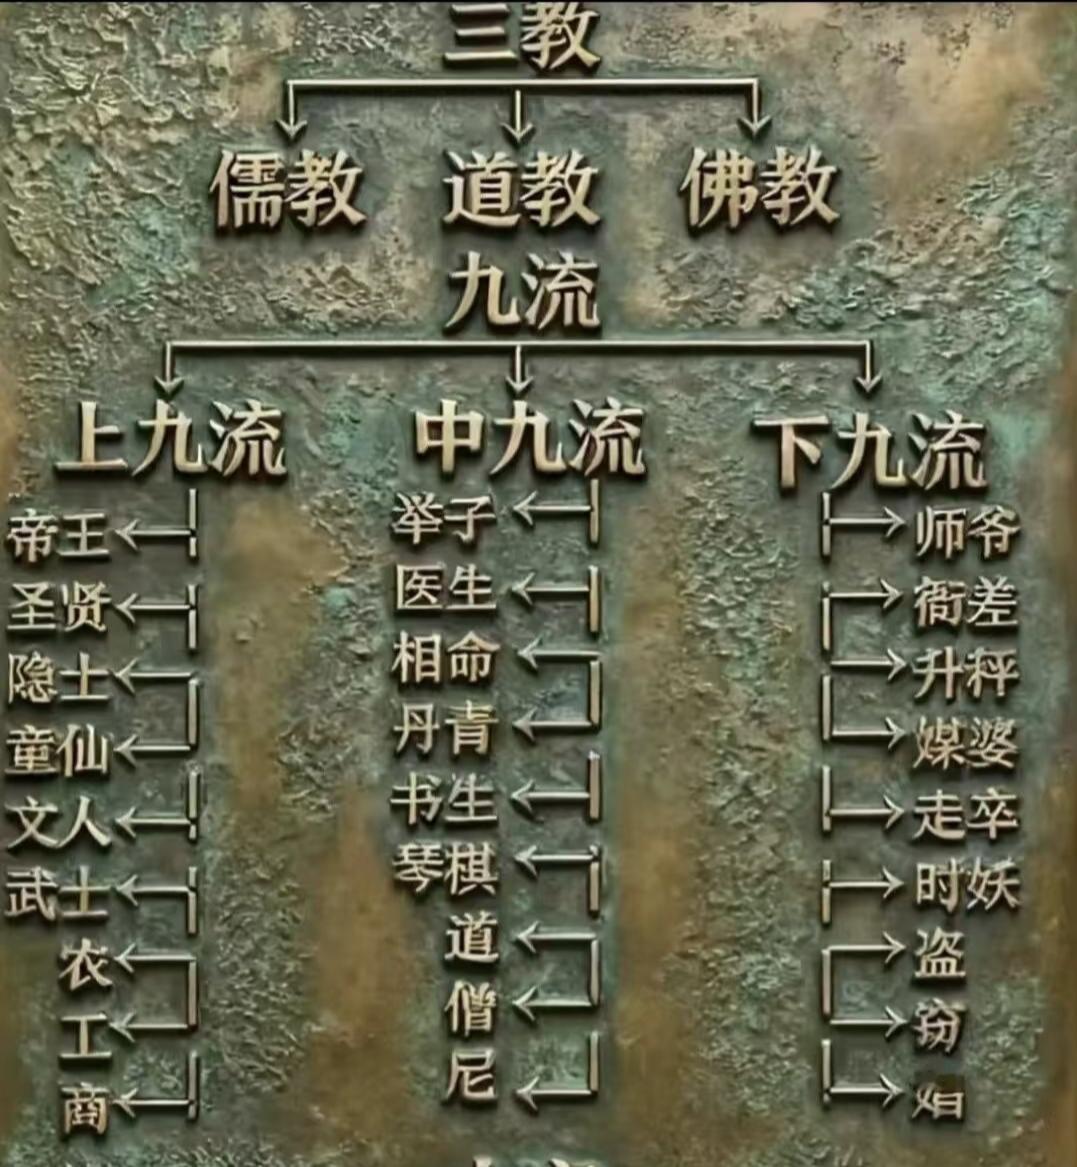 三教
儒教 道教 佛教
九流
上九流 中九流 下九流
帝王
圣贤
隐士
童仙
文人
武士
农
工
商
举子
医生
相命
丹青
书生
琴棋
道
僧
尼
师爷
衙差
升秤
媒婆
走卒
时妖
盗
窃